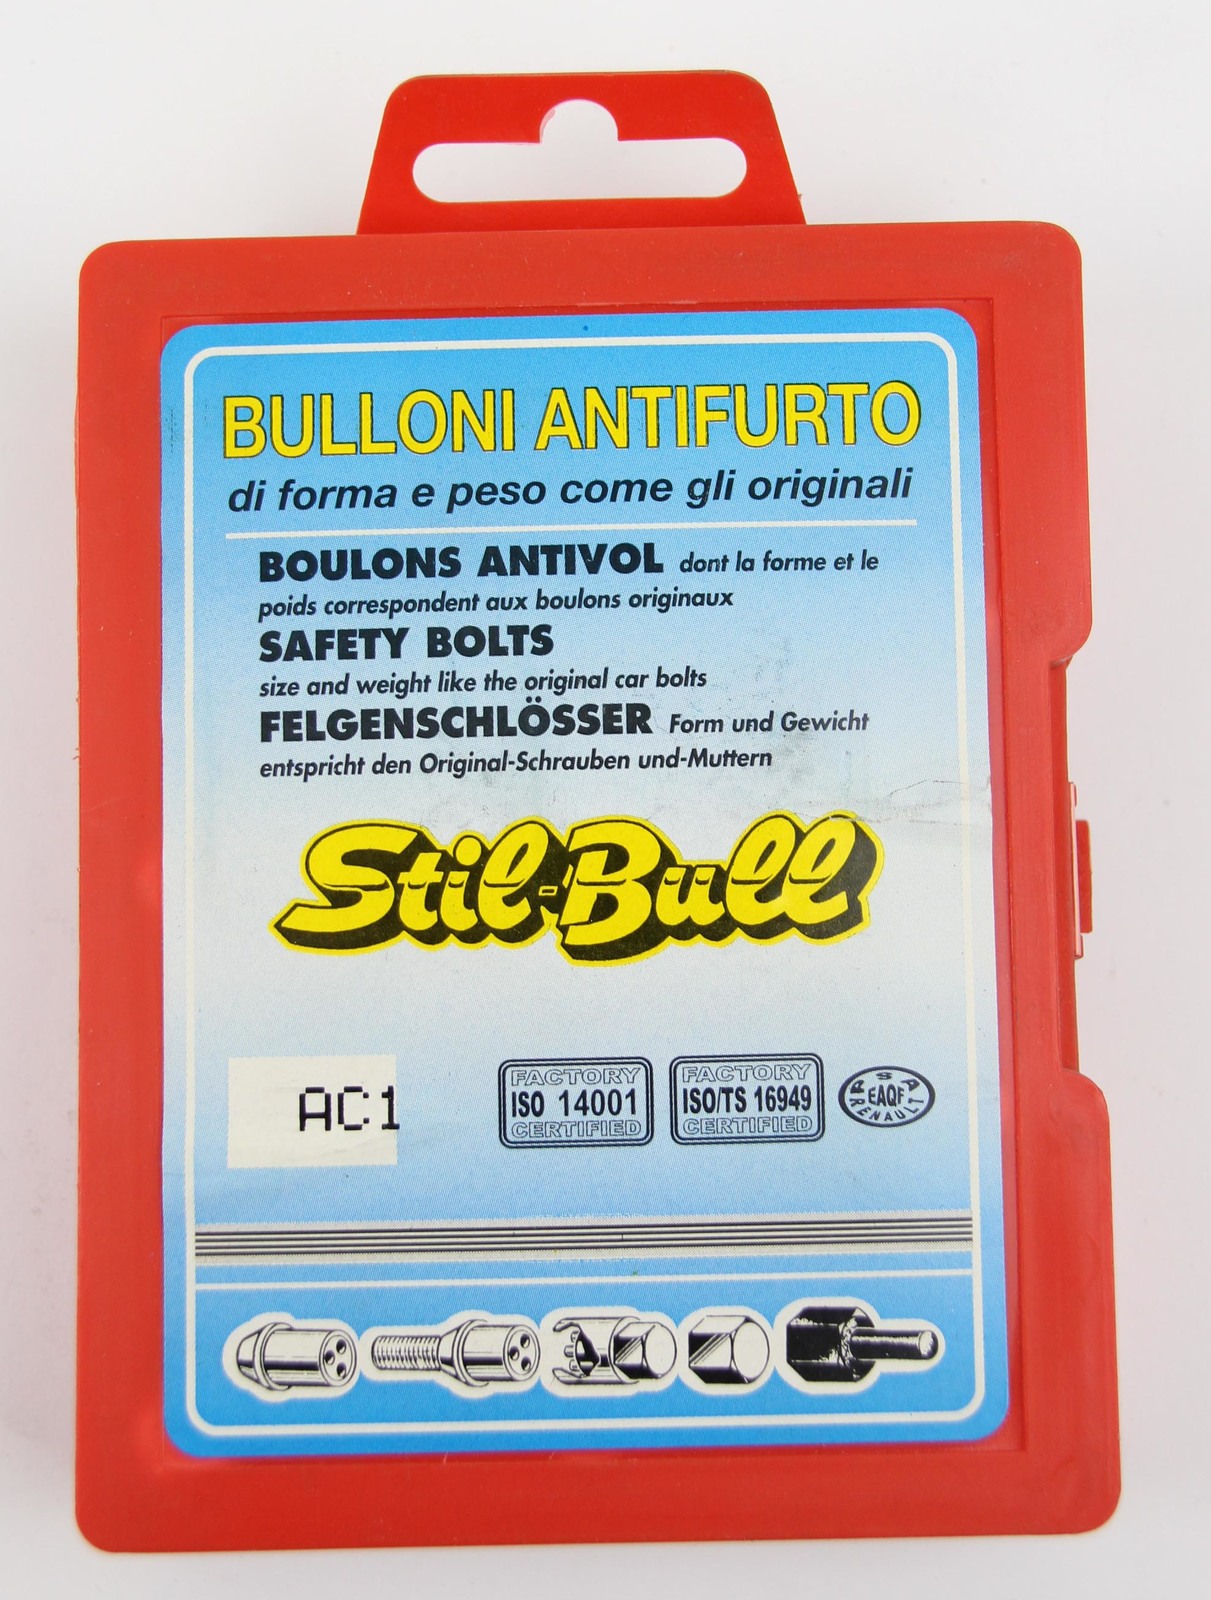 BULLONI ANTIFURTO
di forma e peso come gli originali
BOULONS ANTIVOL dont la forme et le
poids correspondent aux boulons originaux
SAFETY BOLTS
size and weight like the original car bolts
FELGENSCHLÖSSER Form und Gewicht
entspricht den Original-Schrauben und-Muttern
Stil-Bull
AC1
FACTORY
ISO 14001
CERTIFIED
FACTORY
ISO/TS 16949
CERTIFIED
EAQF
RENAULT